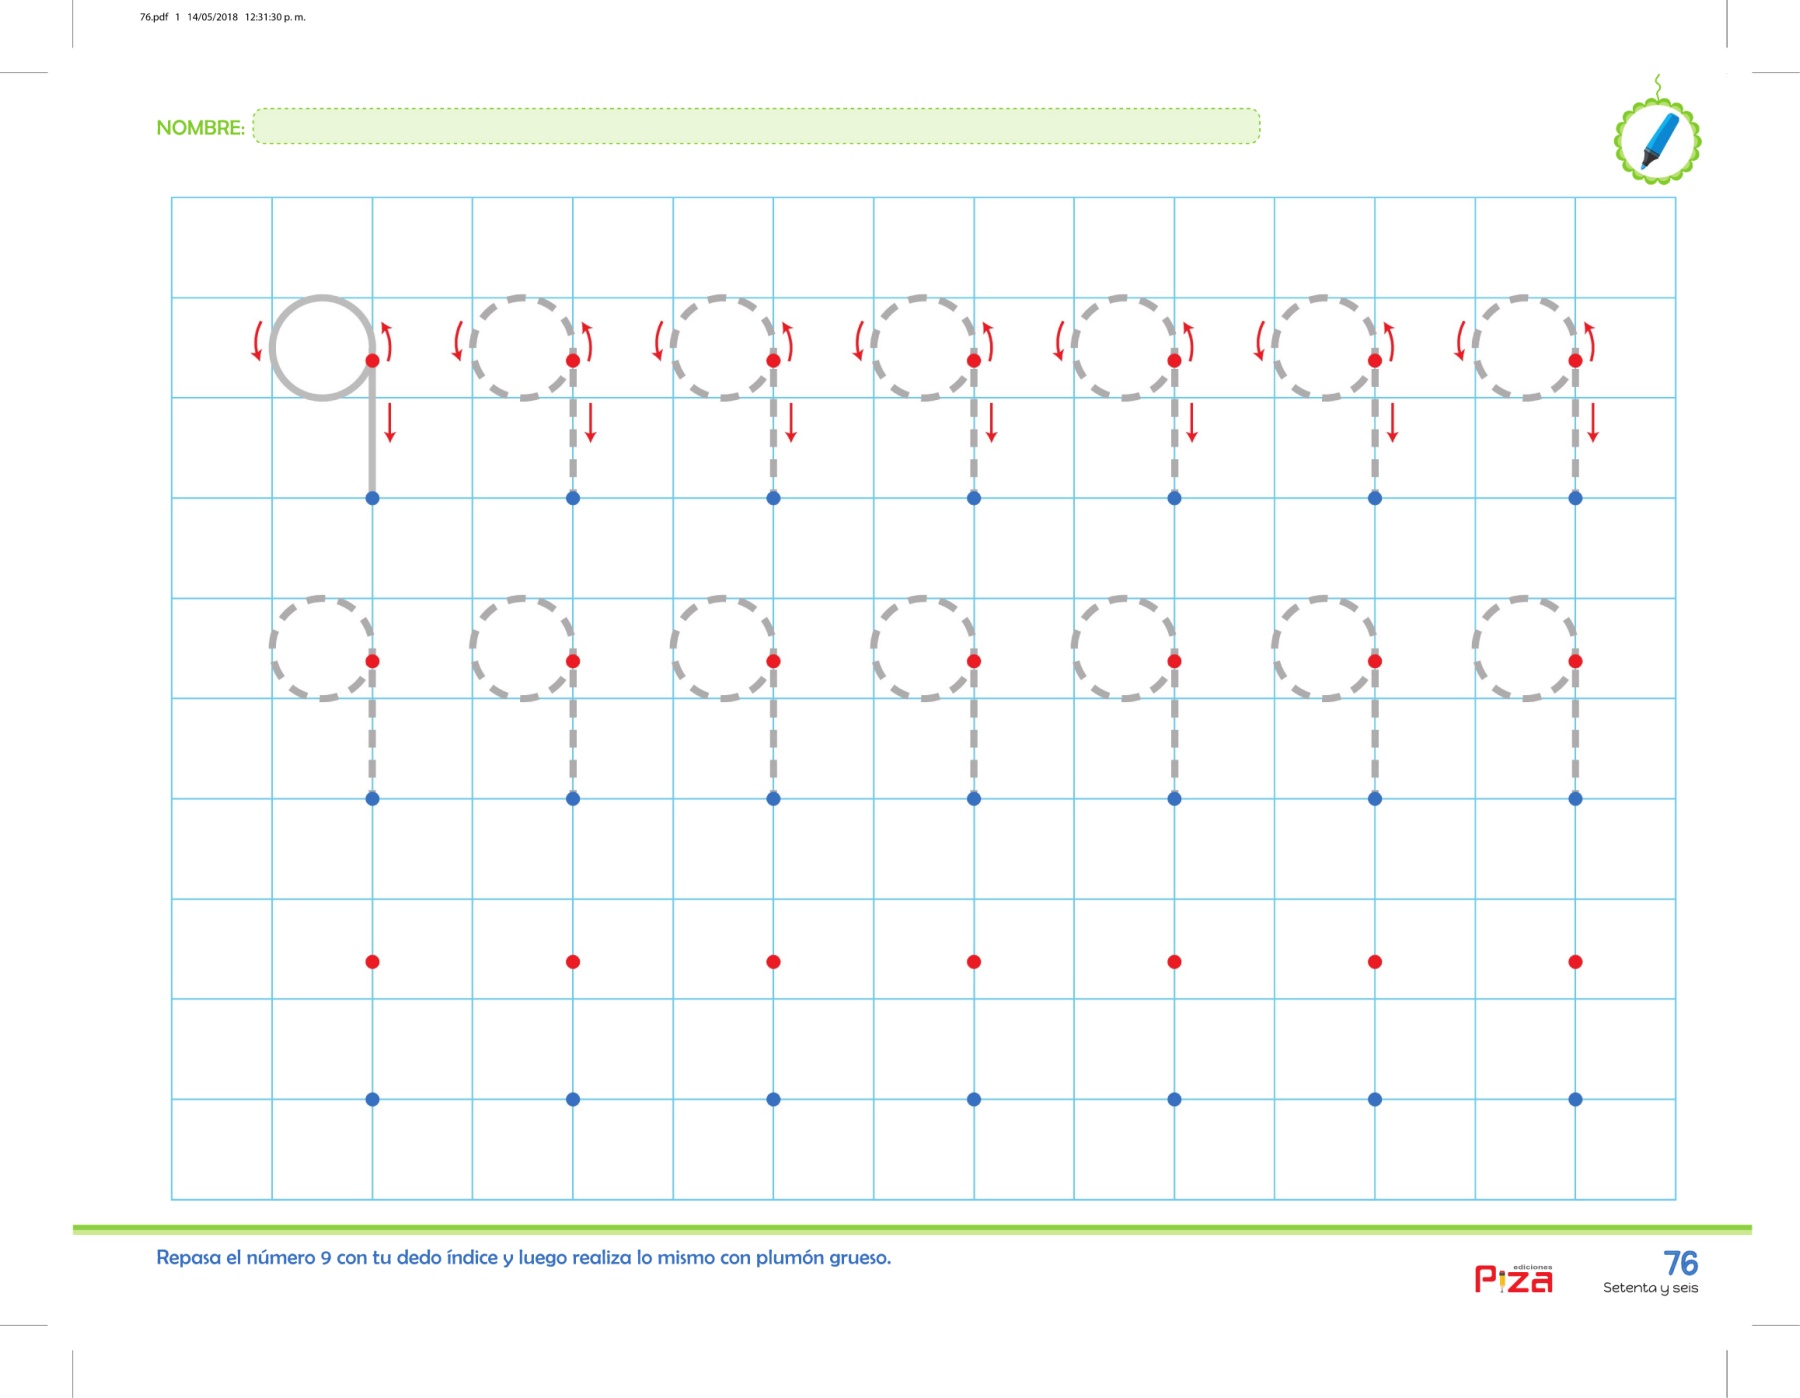 76.pdf   1   14/05/2018   12:31:30 p. m.
NOMBRE:
Repasa el número 9 con tu dedo índice y luego realiza lo mismo con plumón grueso.
ediciones
Piza
76
Setenta y seis